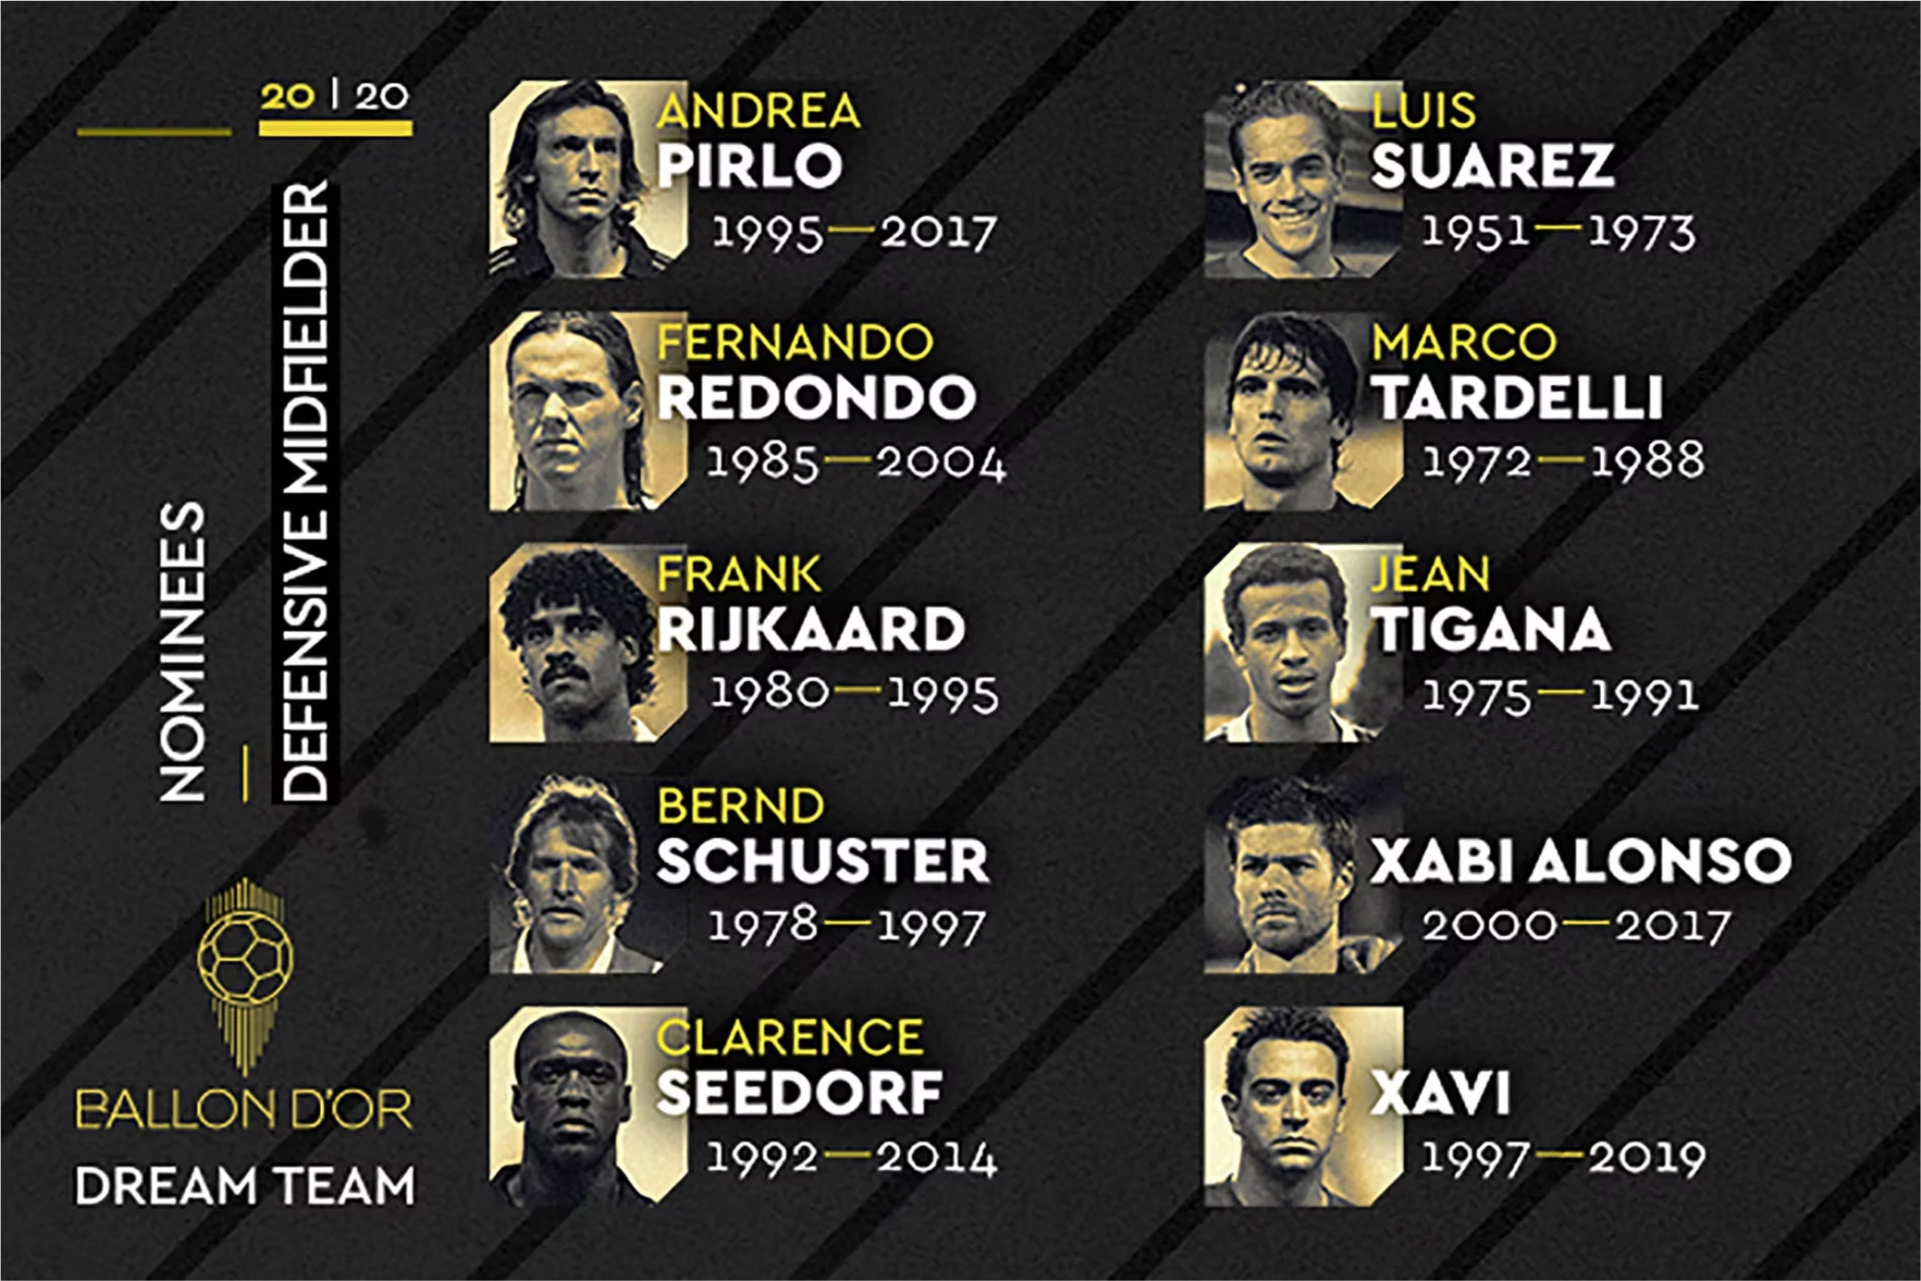 20 | 20
NOMINEES
DEFENSIVE MIDFIELDER
BALLON D'OR
DREAM TEAM
ANDREA
PIRLO
1995—2017
FERNANDO
REDONDO
1985—2004
FRANK
RIJKAARD
1980—1995
BERND
SCHUSTER
1978—1997
CLARENCE
SEEDORF
1992—2014
LUIS
SUAREZ
1951—1973
MARCO
TARDELLI
1972—1988
JEAN
TIGANA
1975—1991
XABI ALONSO
2000—2017
XAVI
1997—2019